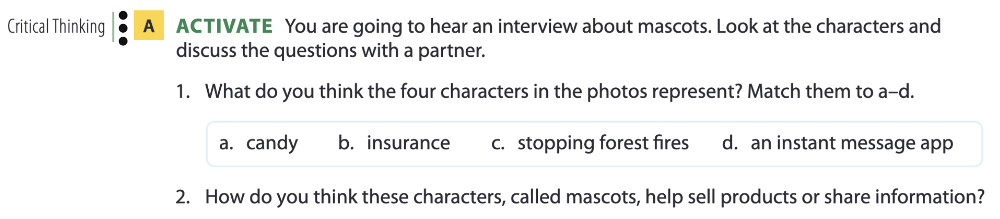 Critical Thinking A ACTIVATE You are going to hear an interview about mascots. Look at the characters and
discuss the questions with a partner.
1. What do you think the four characters in the photos represent? Match them to a–d.
a. candy b. insurance c. stopping forest fires d. an instant message app
2. How do you think these characters, called mascots, help sell products or share information?